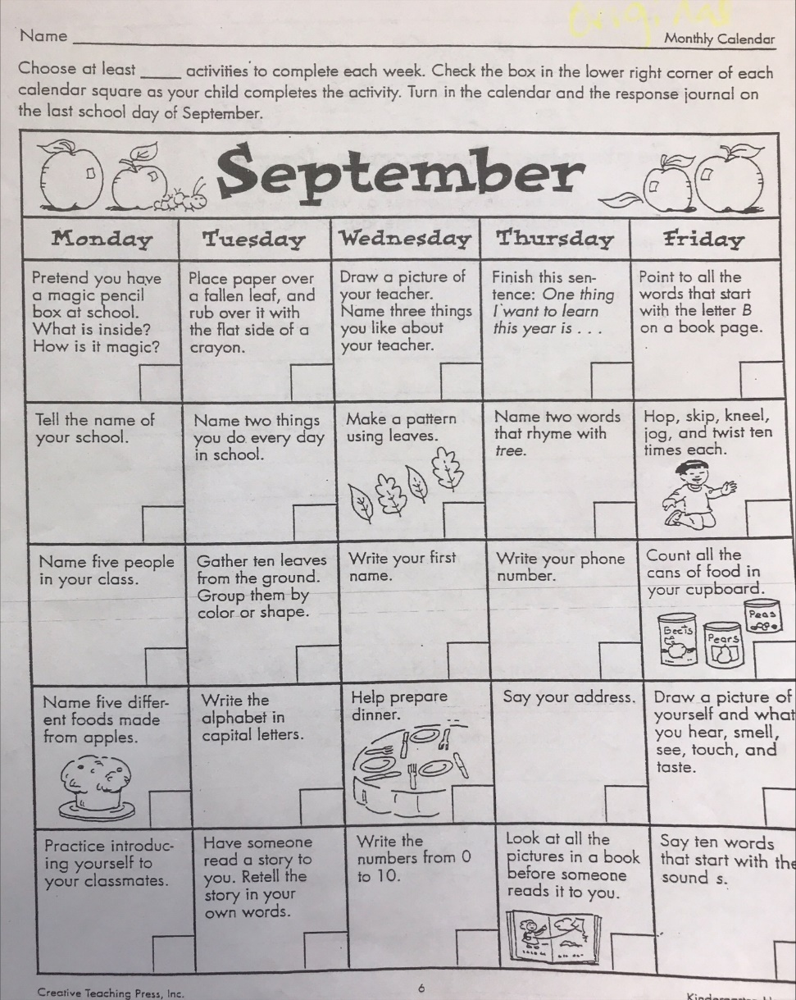 Original
Name
Monthly Calendar
Choose at least _____ activities to complete each week. Check the box in the lower right corner of each
calendar square as your child completes the activity. Turn in the calendar and the response journal on
the last school day of September.
September
Monday Tuesday Wednesday Thursday Friday
Pretend you have
a magic pencil
box at school.
What is inside?
How is it magic?
Place paper over
a fallen leaf, and
rub over it with
the flat side of a
crayon.
Draw a picture of
your teacher.
Name three things
you like about
your teacher.
Finish this sen-
tence: One thing
I want to learn
this year is . . .
Point to all the
words that start
with the letter B
on a book page.
Tell the name of
your school.
Name two things
you do every day
in school.
Make a pattern
using leaves.
Name two words
that rhyme with
tree.
Hop, skip, kneel,
jog, and twist ten
times each.
Name five people
in your class.
Gather ten leaves
from the ground.
Group them by
color or shape.
Write your first
name.
Write your phone
number.
Count all the
cans of food in
your cupboard.
Beets
Pears
Peas
Name five differ-
ent foods made
from apples.
Write the
alphabet in
capital letters.
Help prepare
dinner.
Say your address.
Draw a picture of
yourself and what
you hear, smell,
see, touch, and
taste.
Practice introduc-
ing yourself to
your classmates.
Have someone
read a story to
you. Retell the
story in your
own words.
Write the
numbers from 0
to 10.
Look at all the
pictures in a book
before someone
reads it to you.
Say ten words
that start with the
sound s.
Creative Teaching Press, Inc.
6